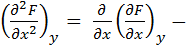 (∂²F/∂x²)_y = ∂/∂x (∂F/∂x)_y −